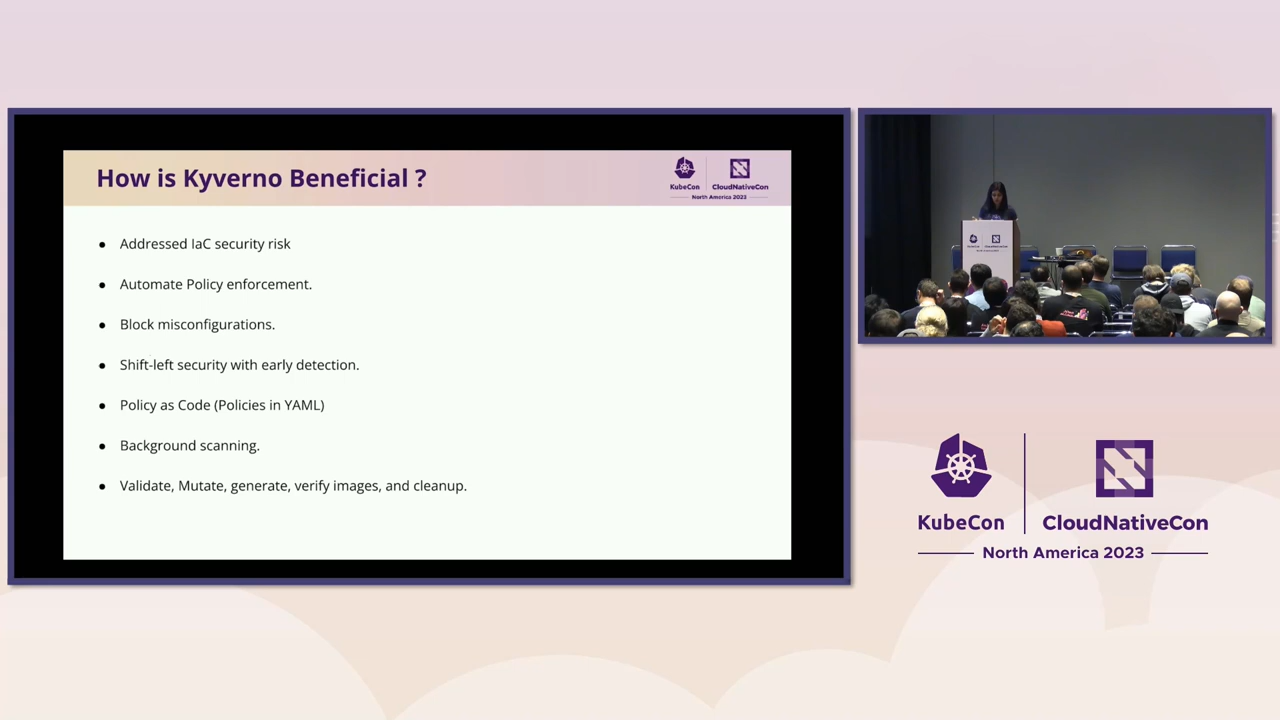 How is Kyverno Beneficial ?
KubeCon
CloudNativeCon
North America 2023
● Addressed IaC security risk
● Automate Policy enforcement.
● Block misconfigurations.
● Shift-left security with early detection.
● Policy as Code (Policies in YAML)
● Background scanning.
● Validate, Mutate, generate, verify images, and cleanup.
KubeCon
CloudNativeCon
North America 2023